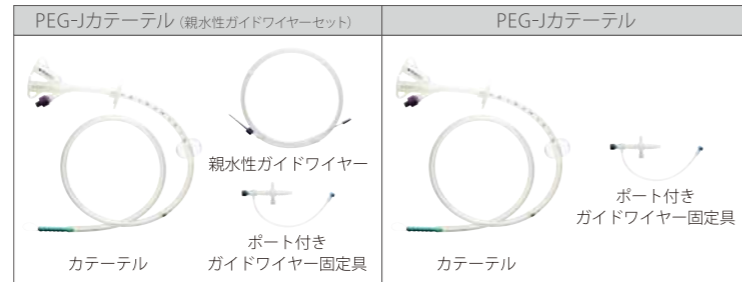 PEG-Jカテーテル（親水性ガイドワイヤーセット）
PEG-Jカテーテル
親水性ガイドワイヤー
ポート付き
ガイドワイヤー固定具
カテーテル
ポート付き
ガイドワイヤー固定具
カテーテル